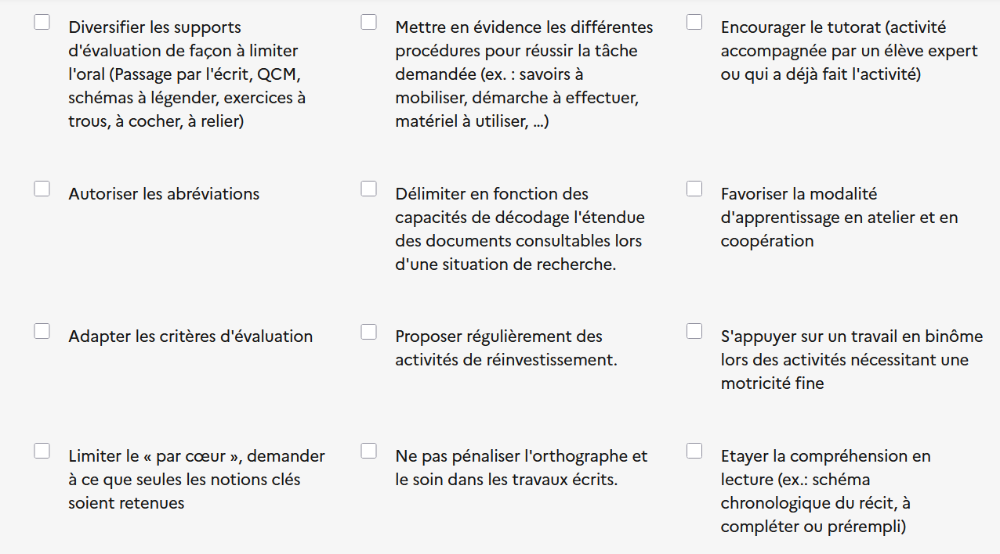 Diversifier les supports
d'évaluation de façon à limiter
l'oral (Passage par l'écrit, QCM,
schémas à légender, exercices à
trous, à cocher, à relier)
Mettre en évidence les différentes
procédures pour réussir la tâche
demandée (ex. : savoirs à
mobiliser, démarche à effectuer,
matériel à utiliser, ...)
Encourager le tutorat (activité
accompagnée par un élève expert
ou qui a déjà fait l'activité)
Autoriser les abréviations
Délimiter en fonction des
capacités de décodage l'étendue
des documents consultables lors
d'une situation de recherche.
Favoriser la modalité
d'apprentissage en atelier et en
coopération
Adapter les critères d'évaluation
Proposer régulièrement des
activités de réinvestissement.
S'appuyer sur un travail en binôme
lors des activités nécessitant une
motricité fine
Limiter le « par cœur », demander
à ce que seules les notions clés
soient retenues
Ne pas pénaliser l'orthographe et
le soin dans les travaux écrits.
Etayer la compréhension en
lecture (ex.: schéma
chronologique du récit, à
compléter ou prérempli)